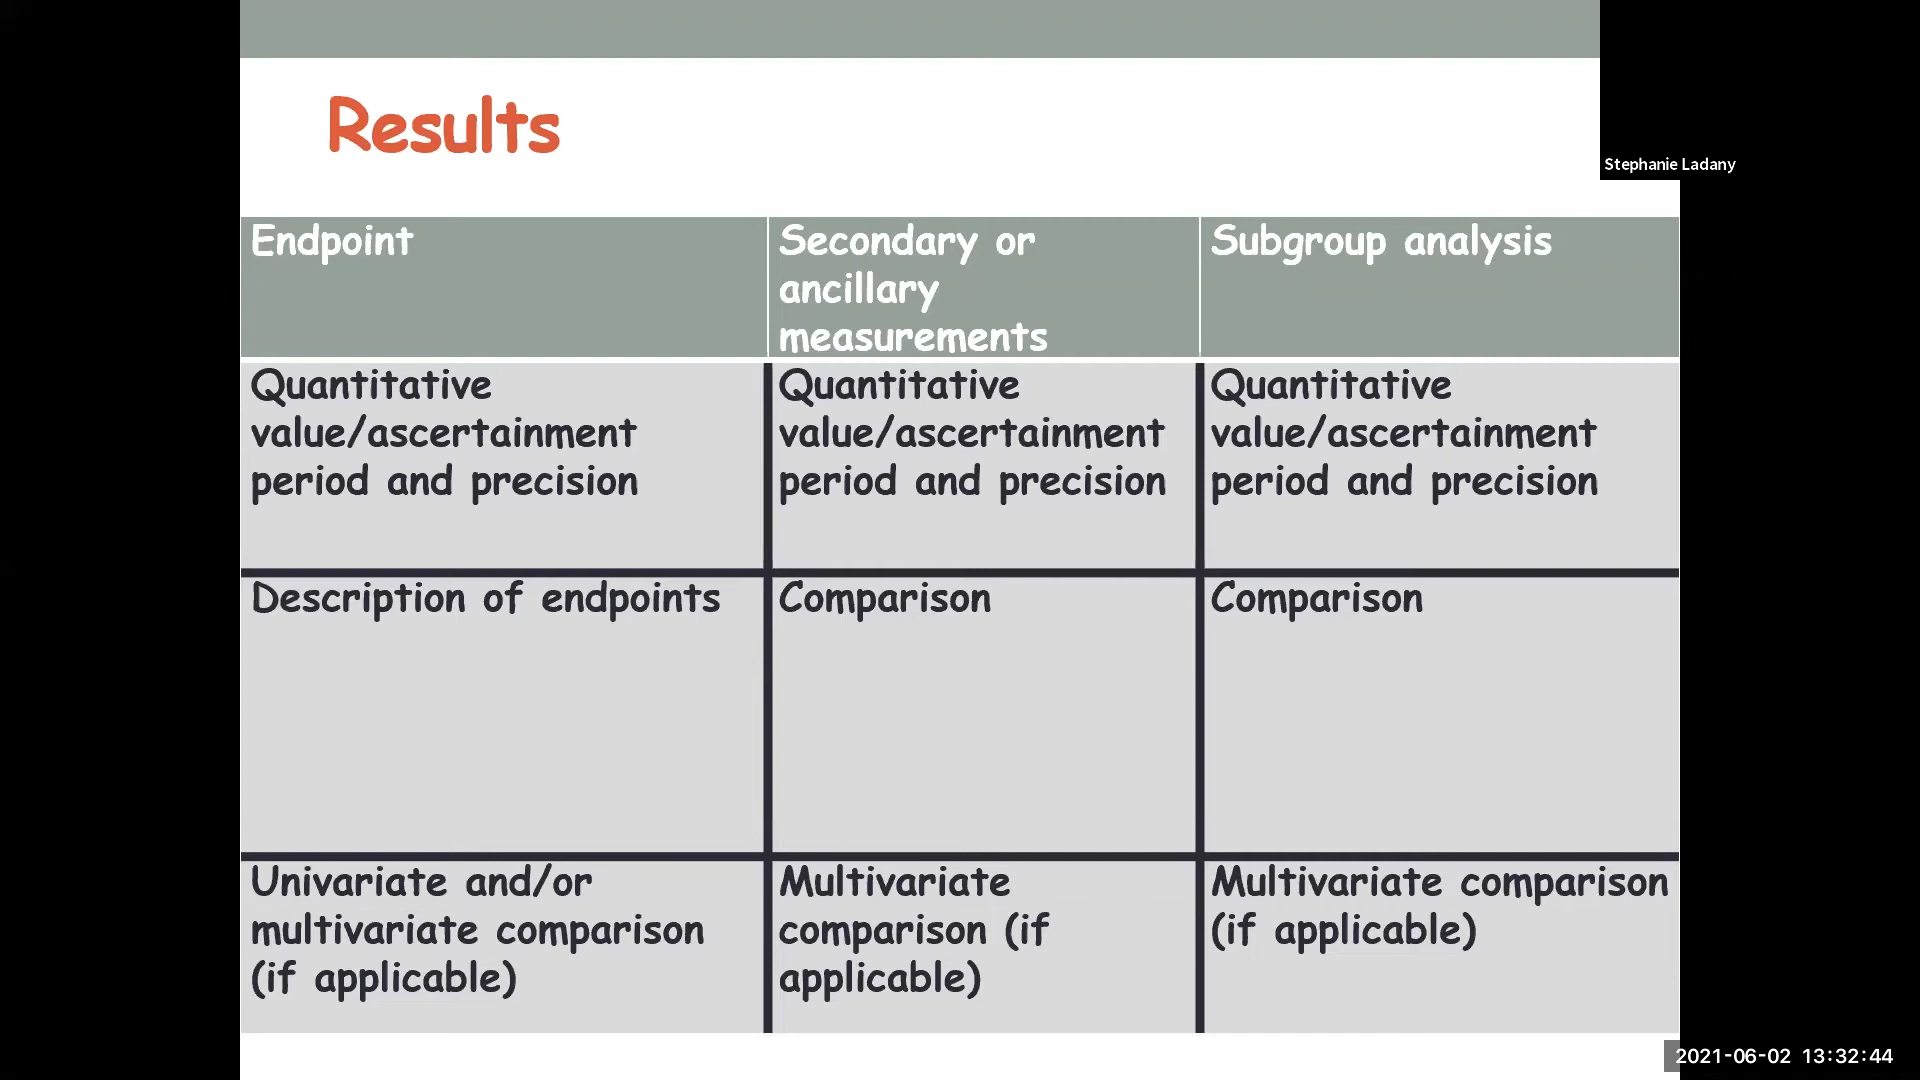 Results
Stephanie Ladany
Endpoint
Secondary or
ancillary
measurements
Subgroup analysis
Quantitative
value/ascertainment
period and precision
Quantitative
value/ascertainment
period and precision
Quantitative
value/ascertainment
period and precision
Description of endpoints
Comparison
Comparison
Univariate and/or
multivariate comparison
(if applicable)
Multivariate
comparison (if
applicable)
Multivariate comparison
(if applicable)
2021-06-02 13:32:44